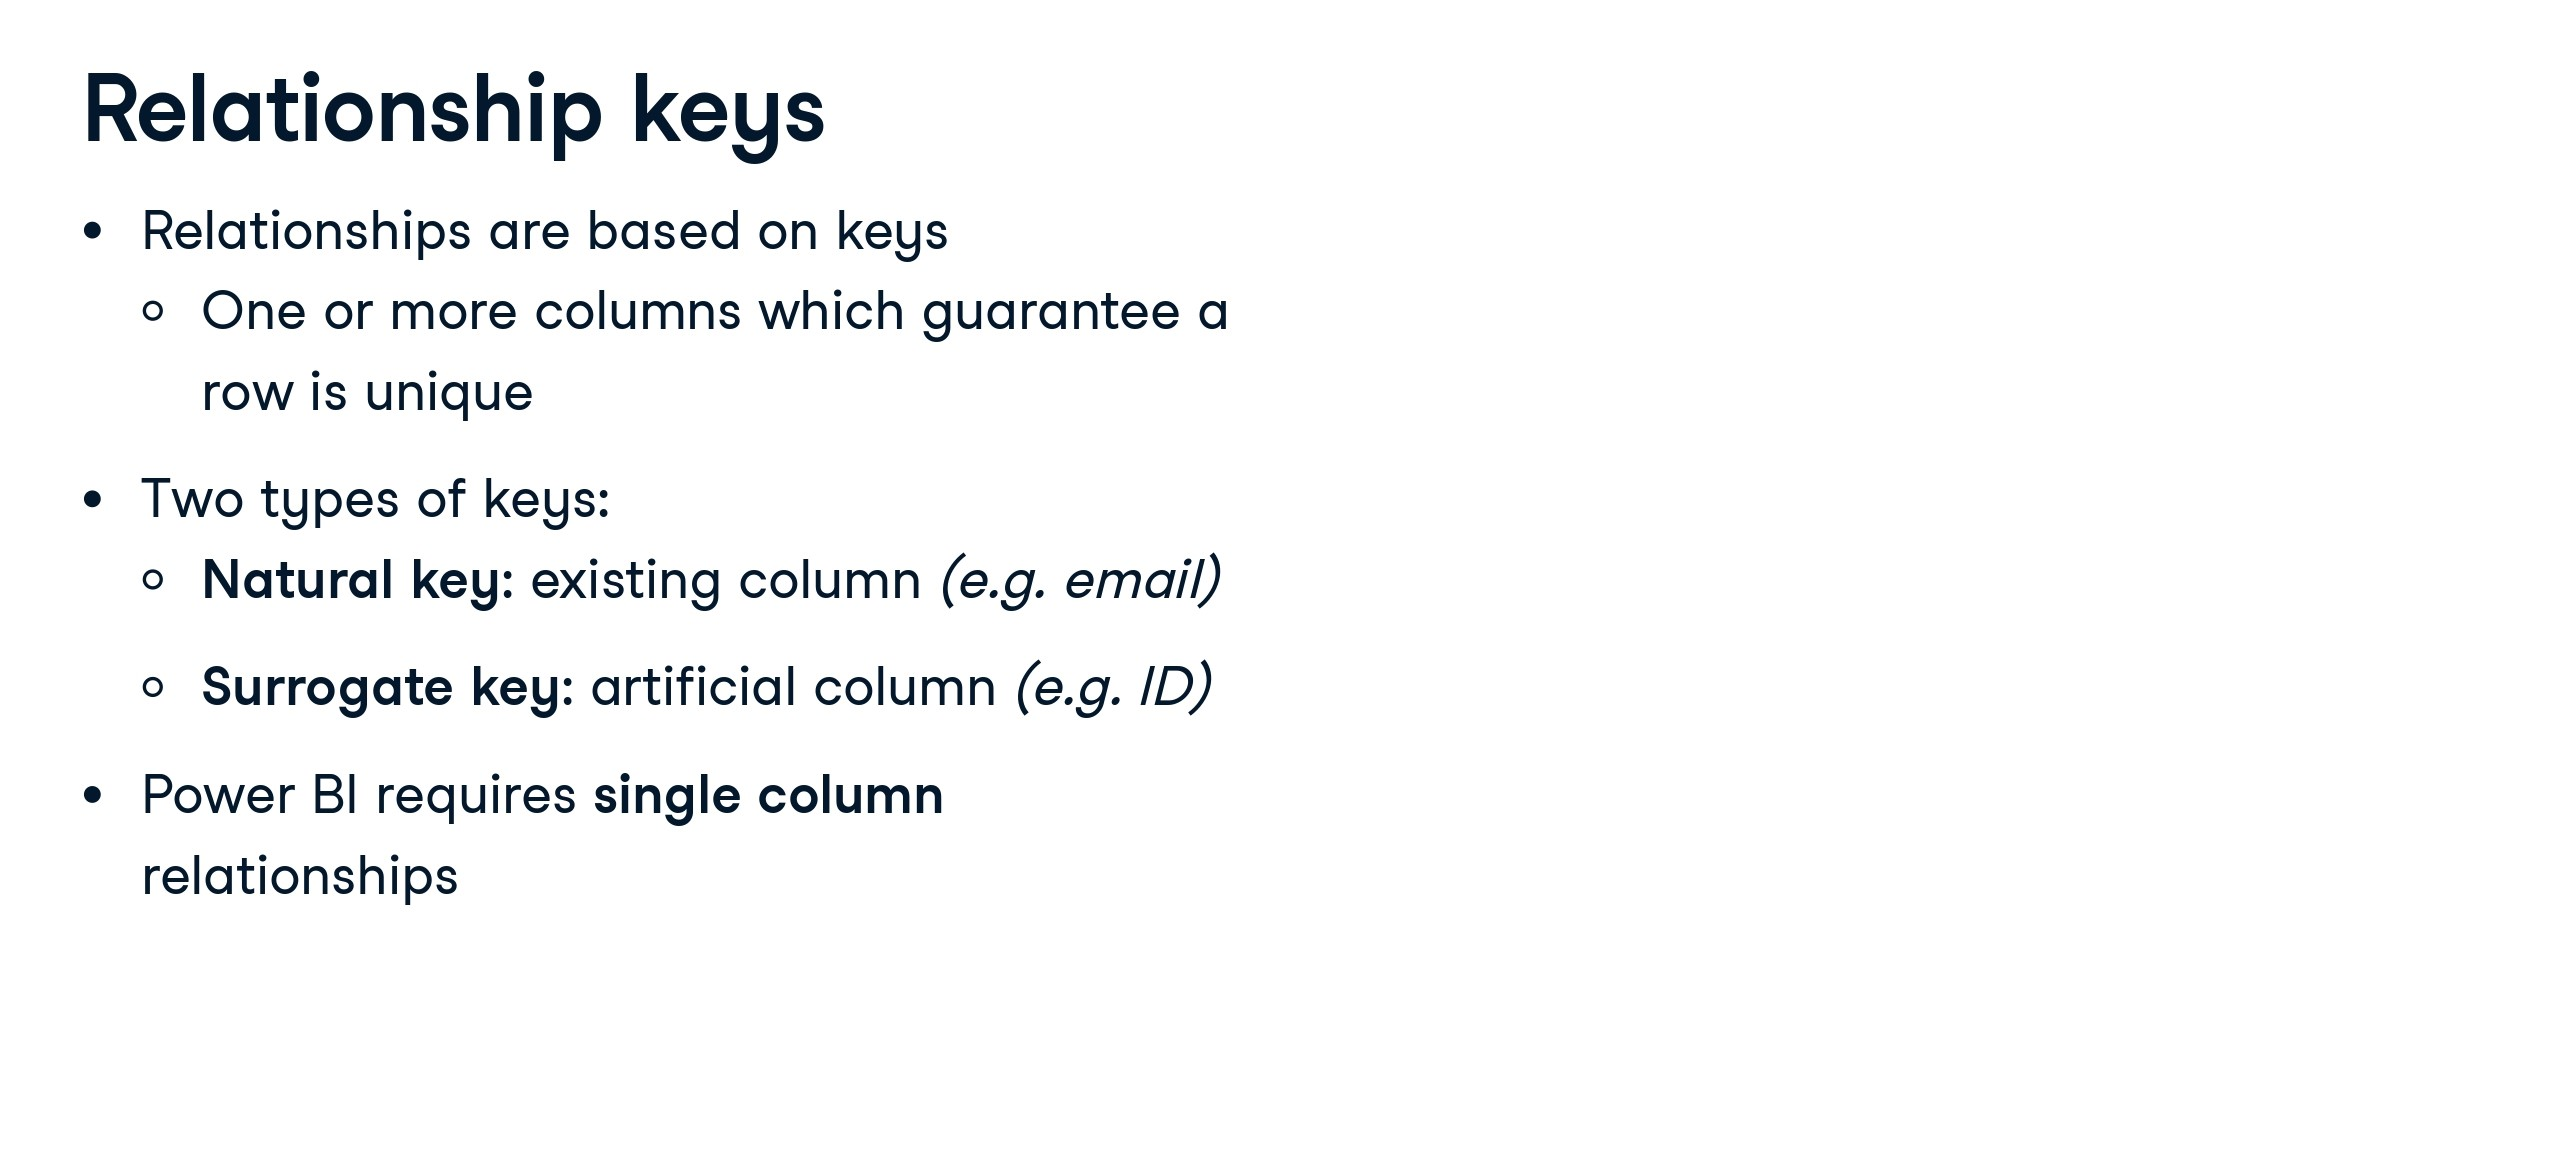 Relationship keys
• Relationships are based on keys
○ One or more columns which guarantee a
row is unique
• Two types of keys:
○ Natural key: existing column (e.g. email)
○ Surrogate key: artificial column (e.g. ID)
• Power BI requires single column
relationships